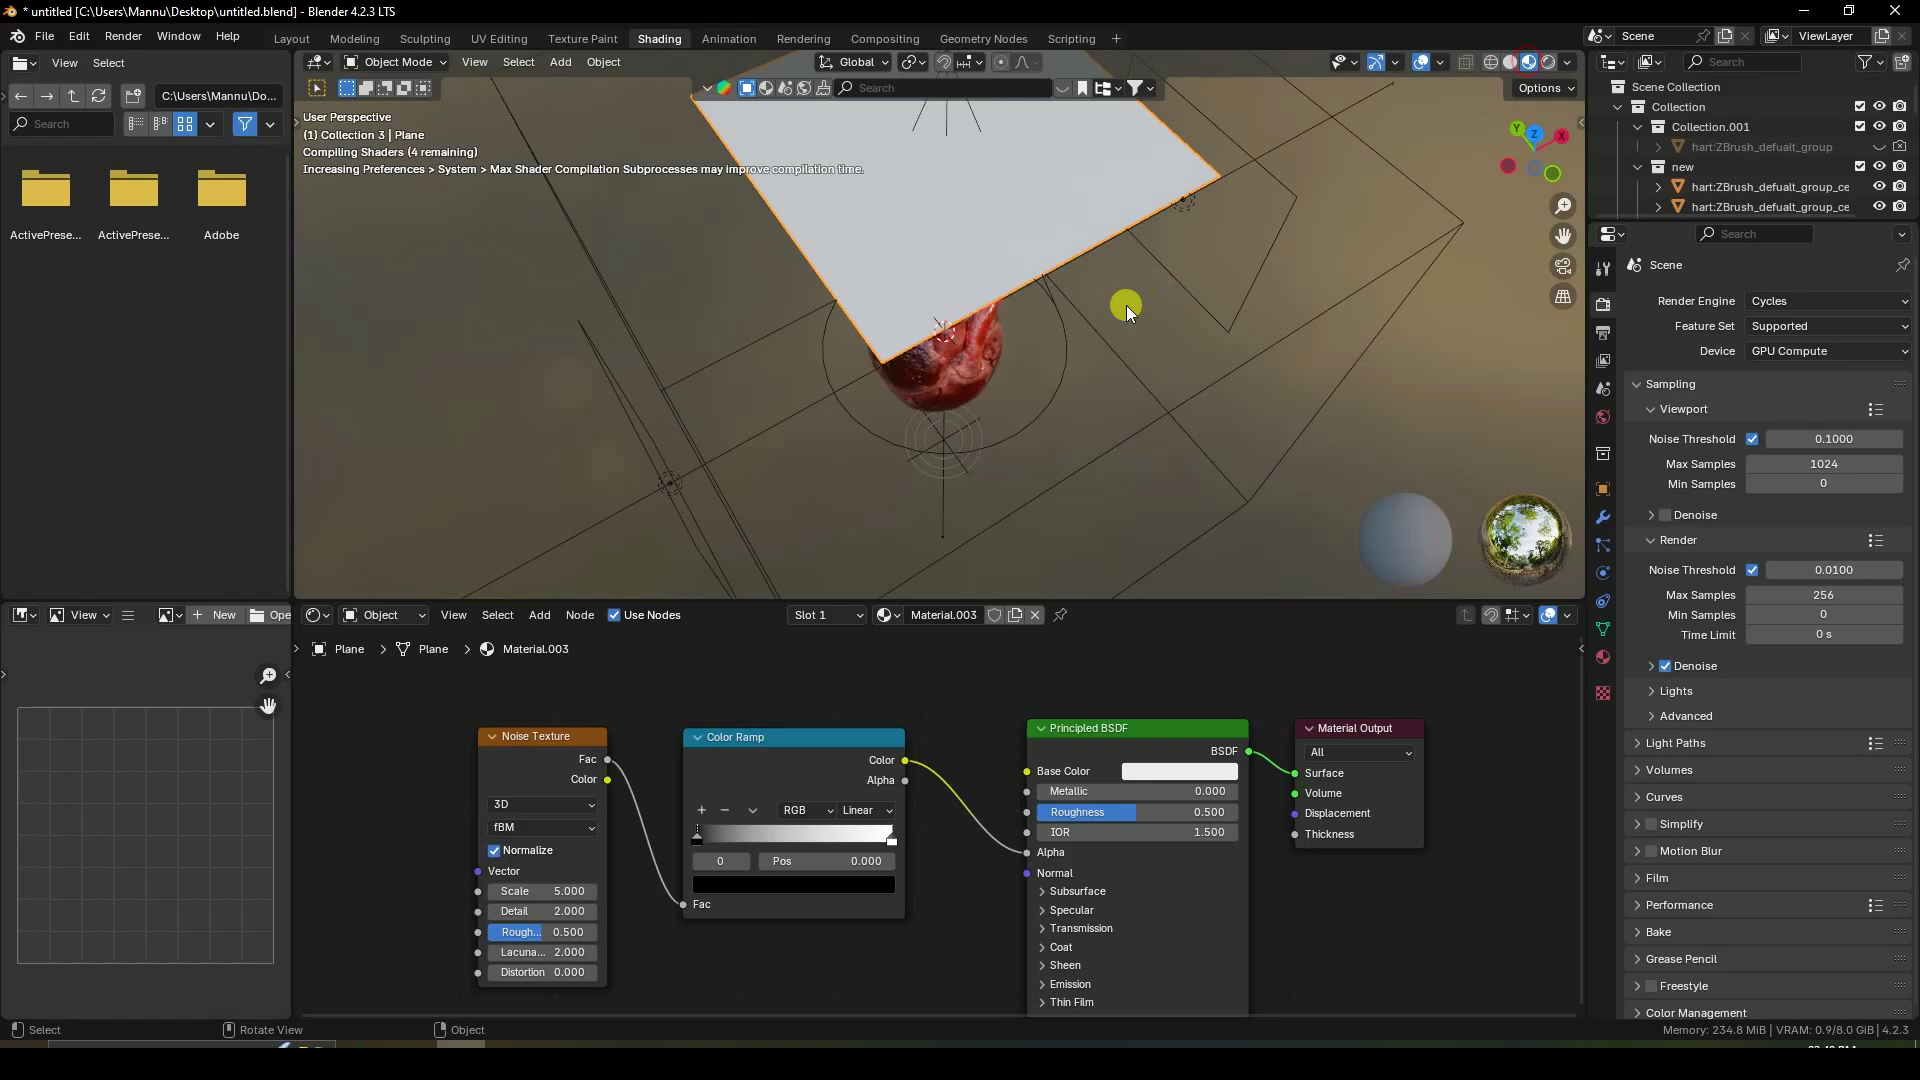 * untitled [C:\Users\Mannu\Desktop\untitled.blend] - Blender 4.2.3 LTS
File Edit Render Window Help
Layout Modeling Sculpting UV Editing Texture Paint Shading Animation Rendering Compositing Geometry Nodes Scripting +
Scene ViewLayer
View Select
Object Mode View Select Add Object Global
Search
C:\Users\Mannu\Do...
Search
Search
Options
User Perspective
(1) Collection 3 | Plane
Compiling Shaders (4 remaining)
Increasing Preferences > System > Max Shader Compilation Subprocesses may improve compilation time.
Y Z X
ActivePrese... ActivePrese... Adobe
Scene Collection
Collection
Collection.001
hart:ZBrush_defualt_group
new
hart:ZBrush_defualt_group_ce
hart:ZBrush_defualt_group_ce
Search
Scene
Render Engine Cycles
Feature Set Supported
Device GPU Compute
Sampling
Viewport
Noise Threshold 0.1000
Max Samples 1024
Min Samples 0
Denoise
Render
Noise Threshold 0.0100
Max Samples 256
Min Samples 0
Time Limit 0 s
Denoise
Lights
Advanced
Light Paths
Volumes
Curves
Simplify
Motion Blur
Film
Performance
Bake
Grease Pencil
Freestyle
Color Management
View New Ope
Object View Select Add Node Use Nodes Slot 1 Material.003
Plane > Plane > Material.003
Noise Texture
Fac
Color
3D
fBM
Normalize
Vector
Scale 5.000
Detail 2.000
Rough... 0.500
Lacuna... 2.000
Distortion 0.000
Color Ramp
Color
Alpha
+ − RGB Linear
0 Pos 0.000
Fac
Principled BSDF
BSDF
Base Color
Metallic 0.000
Roughness 0.500
IOR 1.500
Alpha
Normal
Subsurface
Specular
Transmission
Coat
Sheen
Emission
Thin Film
Material Output
All
Surface
Volume
Displacement
Thickness
Select Rotate View Object
Memory: 234.8 MiB | VRAM: 0.9/8.0 GiB | 4.2.3